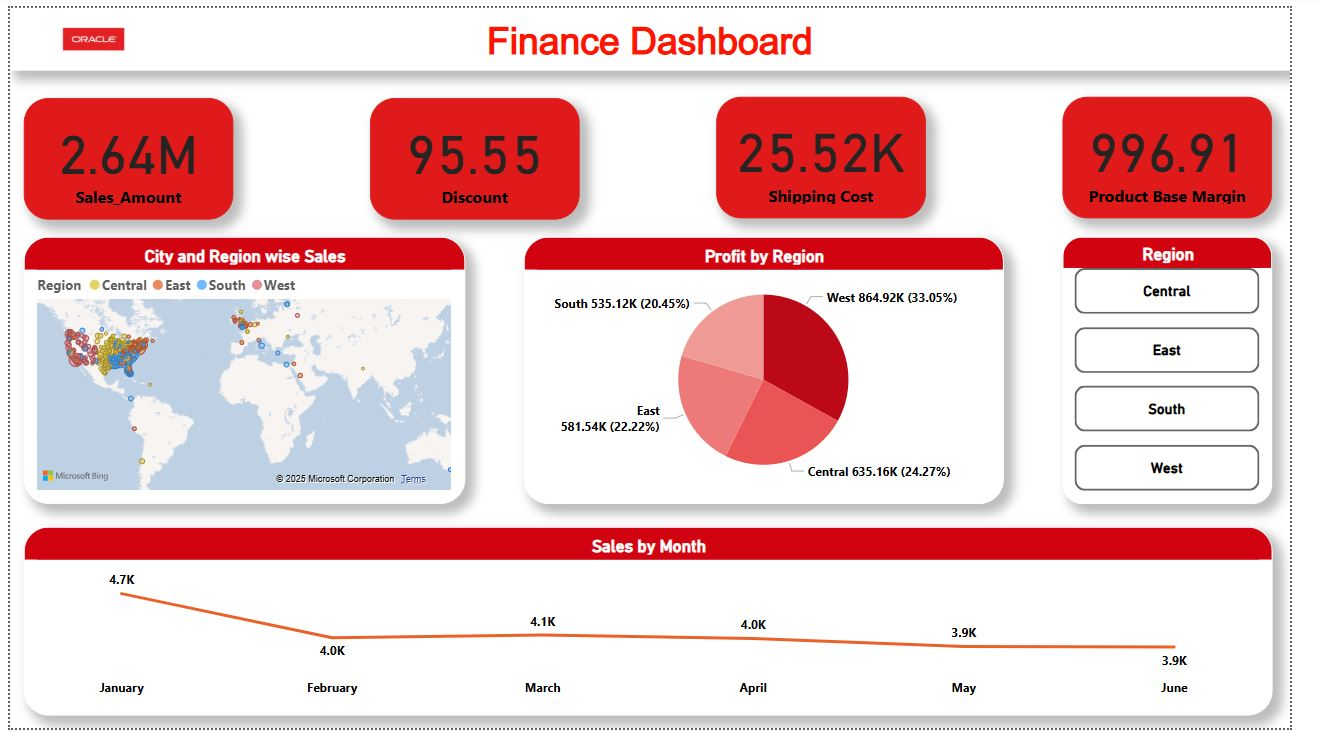 ORACLE
Finance Dashboard
2.64M
Sales_Amount
95.55
Discount
25.52K
Shipping Cost
996.91
Product Base Margin
City and Region wise Sales
Region Central East South West
Microsoft Bing
© 2025 Microsoft Corporation Terms
Profit by Region
South 535.12K (20.45%)
West 864.92K (33.05%)
East
581.54K (22.22%)
Central 635.16K (24.27%)
Region
Central
East
South
West
Sales by Month
4.7K
4.0K
4.1K
4.0K
3.9K
3.9K
January
February
March
April
May
June